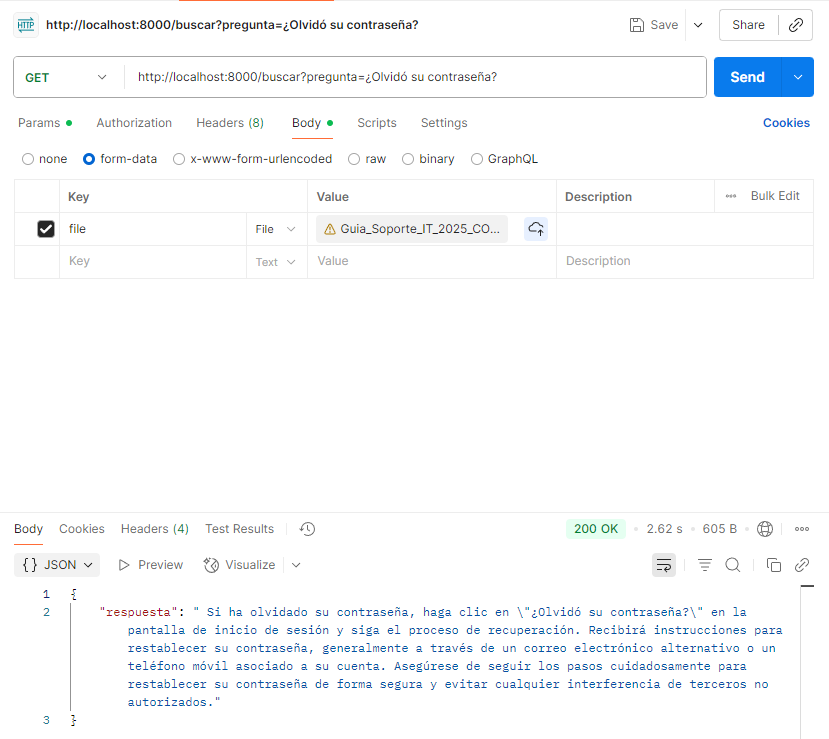 HTTP http://localhost:8000/buscar?pregunta=¿Olvidó su contraseña? Save Share
GET http://localhost:8000/buscar?pregunta=¿Olvidó su contraseña? Send
Params Authorization Headers (8) Body Scripts Settings Cookies
none form-data x-www-form-urlencoded raw binary GraphQL
Key Value Description Bulk Edit
file File Guia_Soporte_IT_2025_CO...
Key Text Value Description
Body Cookies Headers (4) Test Results 200 OK 2.62 s 605 B
{} JSON Preview Visualize
1 {
2 "respuesta": " Si ha olvidado su contraseña, haga clic en \"¿Olvidó su contraseña?\" en la
pantalla de inicio de sesión y siga el proceso de recuperación. Recibirá instrucciones para
restablecer su contraseña, generalmente a través de un correo electrónico alternativo o un
teléfono móvil asociado a su cuenta. Asegúrese de seguir los pasos cuidadosamente para
restablecer su contraseña de forma segura y evitar cualquier interferencia de terceros no
autorizados."
3 }